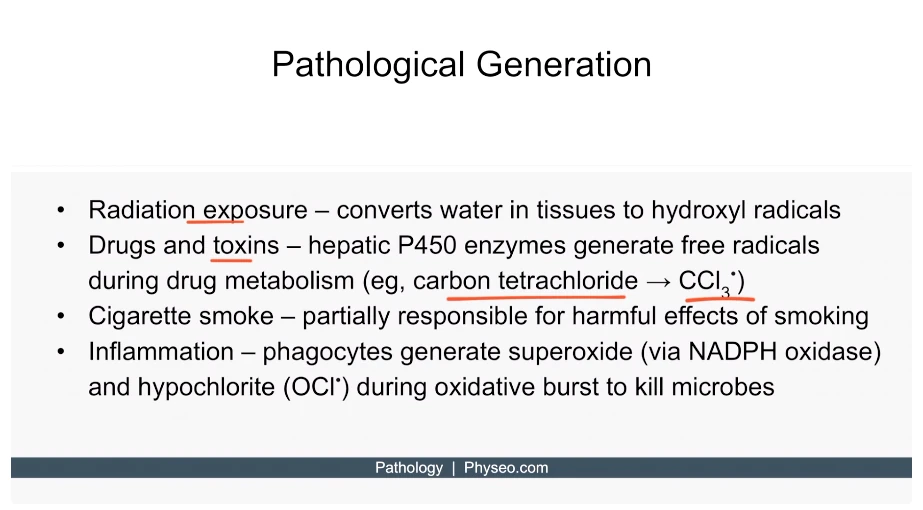 Pathological Generation
• Radiation exposure – converts water in tissues to hydroxyl radicals
• Drugs and toxins – hepatic P450 enzymes generate free radicals
during drug metabolism (eg, carbon tetrachloride → CCl₃•)
• Cigarette smoke – partially responsible for harmful effects of smoking
• Inflammation – phagocytes generate superoxide (via NADPH oxidase)
and hypochlorite (OCl•) during oxidative burst to kill microbes
Pathology | Physeo.com